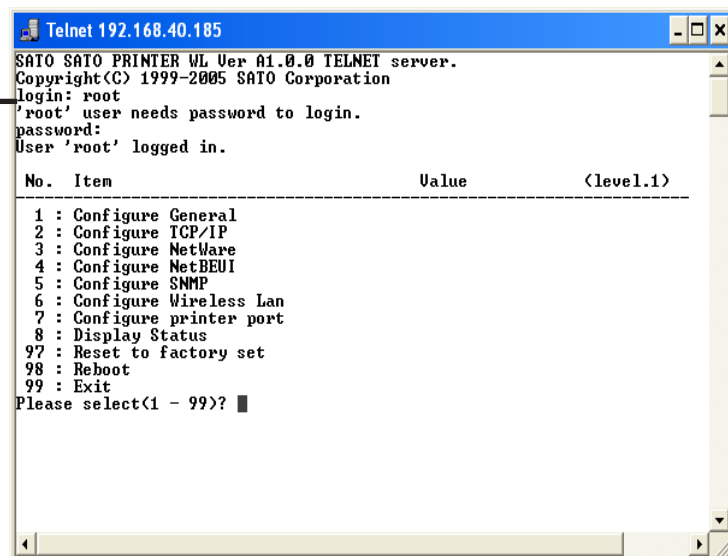 Telnet 192.168.40.185
SATO SATO PRINTER WL Ver A1.0.0 TELNET server.
Copyright(C) 1999-2005 SATO Corporation
login: root
'root' user needs password to login.
password:
User 'root' logged in.
No. Item Value (level.1)
1 : Configure General
2 : Configure TCP/IP
3 : Configure NetWare
4 : Configure NetBEUI
5 : Configure SNMP
6 : Configure Wireless Lan
7 : Configure printer port
8 : Display Status
97 : Reset to factory set
98 : Reboot
99 : Exit
Please select(1 - 99)?